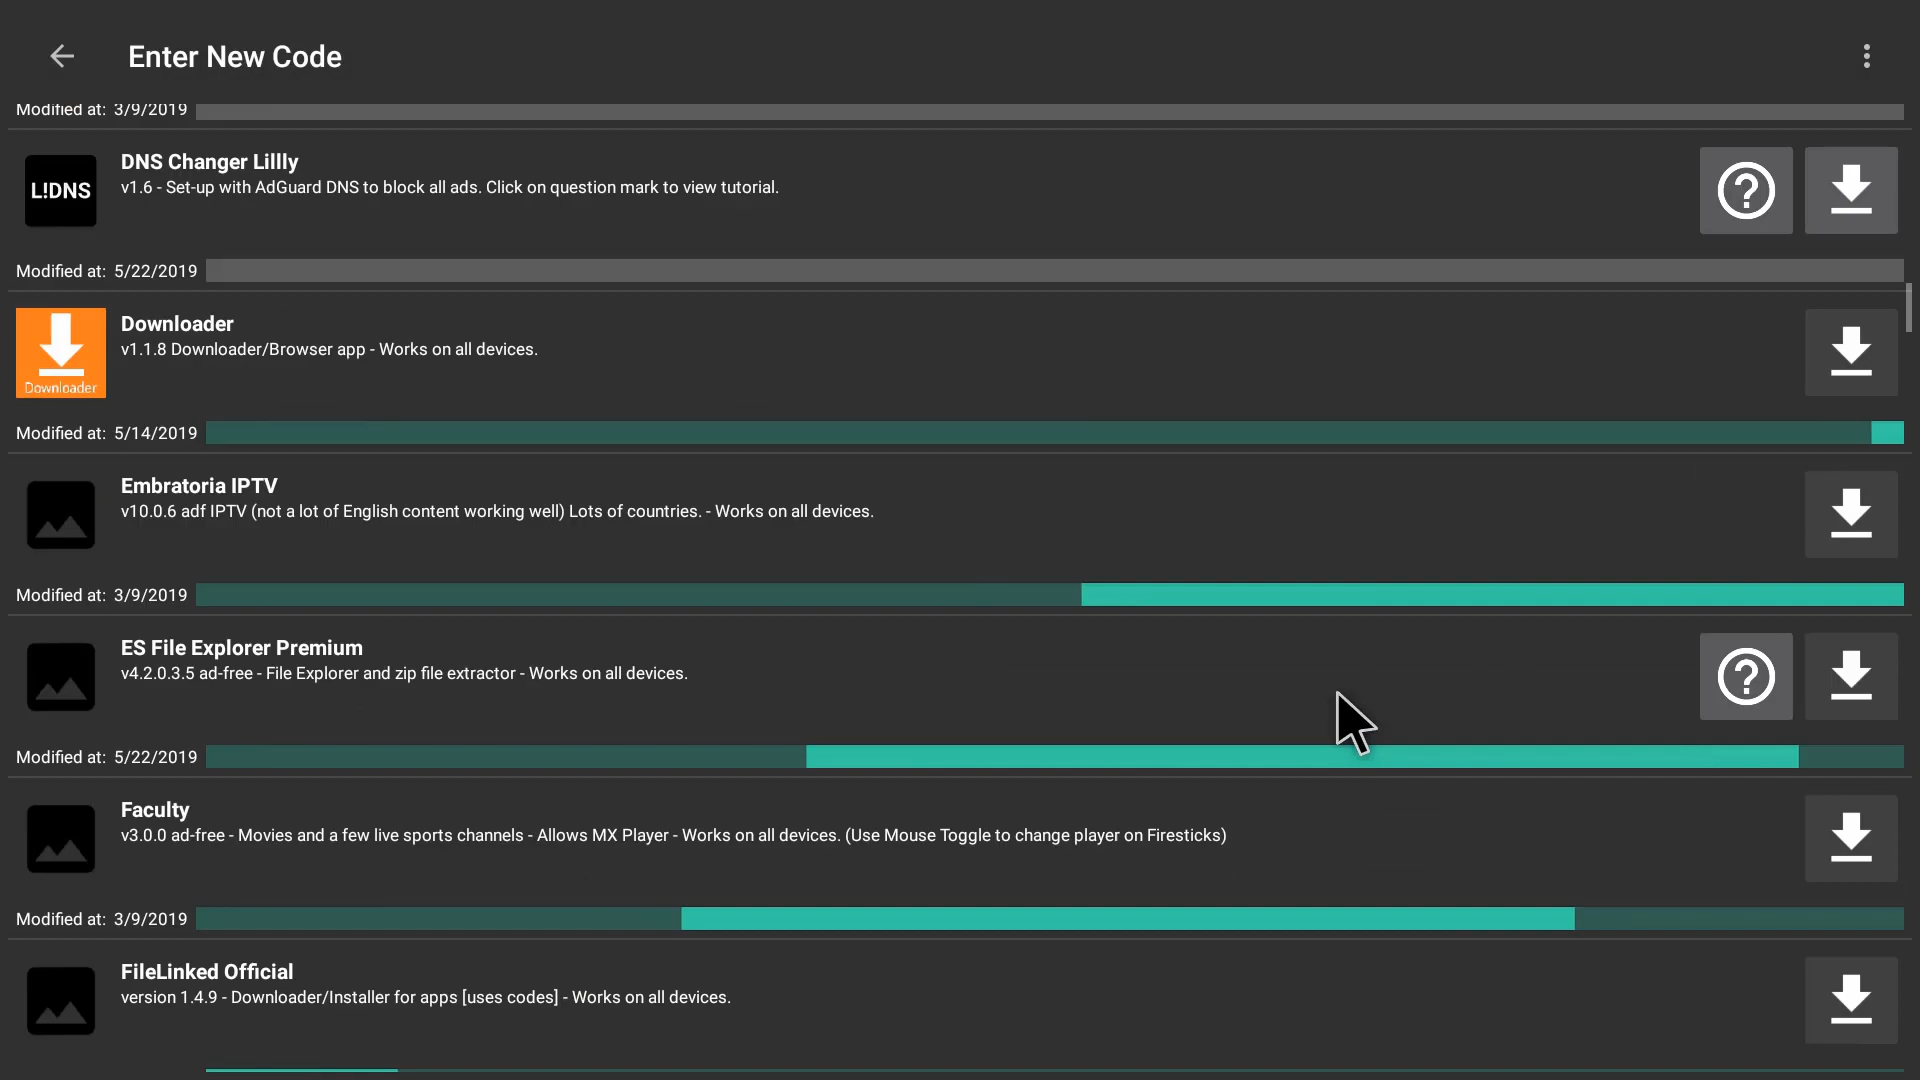 Enter New Code
Modified at: 3/9/2019
L!DNS
DNS Changer Lillly
v1.6 - Set-up with AdGuard DNS to block all ads. Click on question mark to view tutorial.
Modified at: 5/22/2019
Downloader
Downloader
v1.1.8 Downloader/Browser app - Works on all devices.
Modified at: 5/14/2019
Embratoria IPTV
v10.0.6 adf IPTV (not a lot of English content working well) Lots of countries. - Works on all devices.
Modified at: 3/9/2019
ES File Explorer Premium
v4.2.0.3.5 ad-free - File Explorer and zip file extractor - Works on all devices.
Modified at: 5/22/2019
Faculty
v3.0.0 ad-free - Movies and a few live sports channels - Allows MX Player - Works on all devices. (Use Mouse Toggle to change player on Firesticks)
Modified at: 3/9/2019
FileLinked Official
version 1.4.9 - Downloader/Installer for apps [uses codes] - Works on all devices.